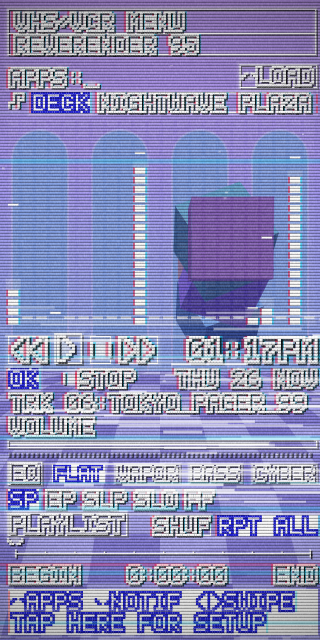 VHS/VCR MENU
REWERENDER '95
APPS:._ LOAD
DECK NIGHTWAVE PLAZA
01:17PM
OK STOP THU 26 NOV
TRK 06:TOKYO PAGER 99
VOLUME
EQ FLAT VAPOR BASS CYBER
SP EP SLP SLO FF
PLAYLIST SHUF RPT ALL
BEGIN 0:00:00 END
APPS NOTIF SWIPE
TAP HERE FOR SETUP